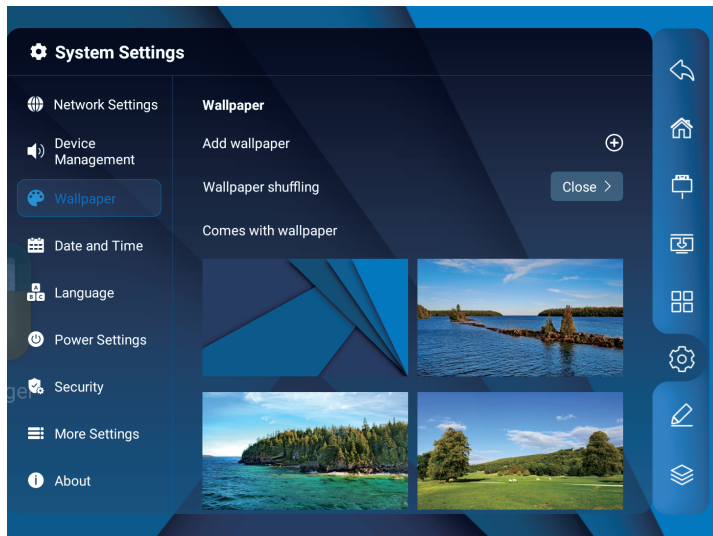 System Settings
Network Settings
Device
Management
Wallpaper
Date and Time
A
B C
Language
Power Settings
Security
More Settings
About
Wallpaper
Add wallpaper
Wallpaper shuffling
Close >
Comes with wallpaper